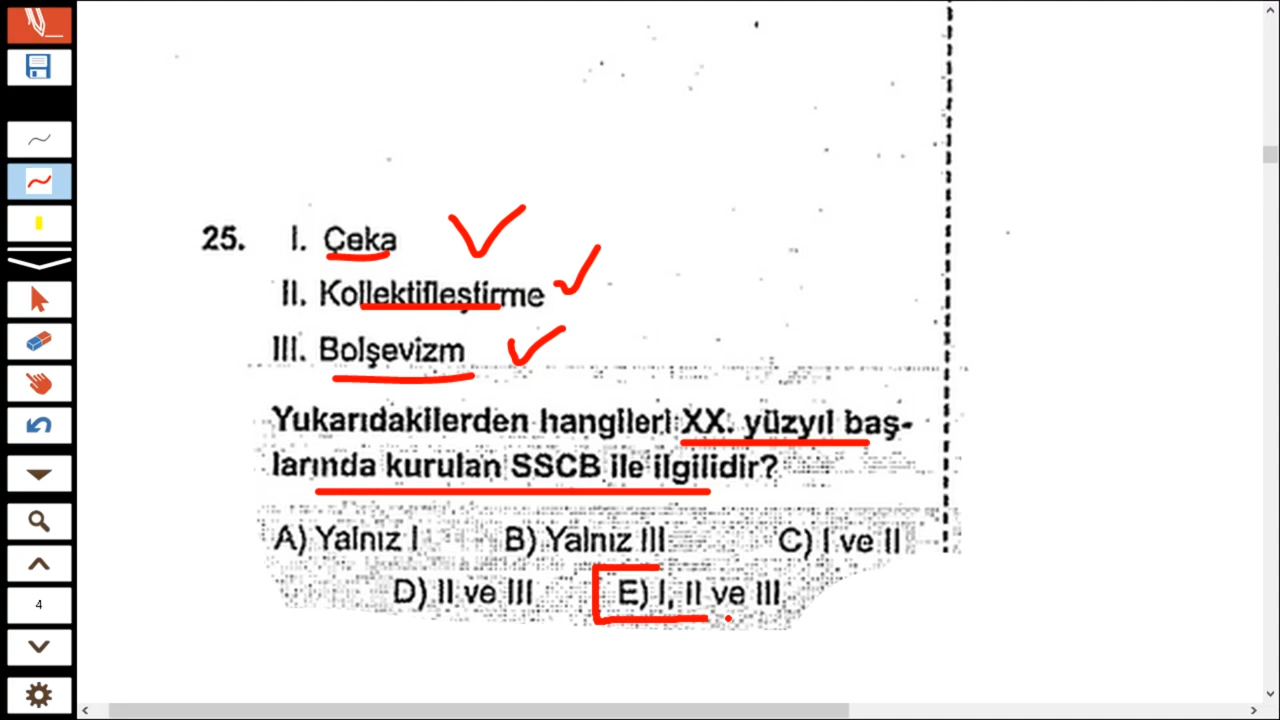 25. I. Çeka
II. Kollektifleştirme
III. Bolşevizm
Yukarıdakilerden hangileri XX. yüzyıl baş-
larında kurulan SSCB ile ilgilidir?
A) Yalnız I B) Yalnız III C) I ve II
D) II ve III E) I, II ve III
4